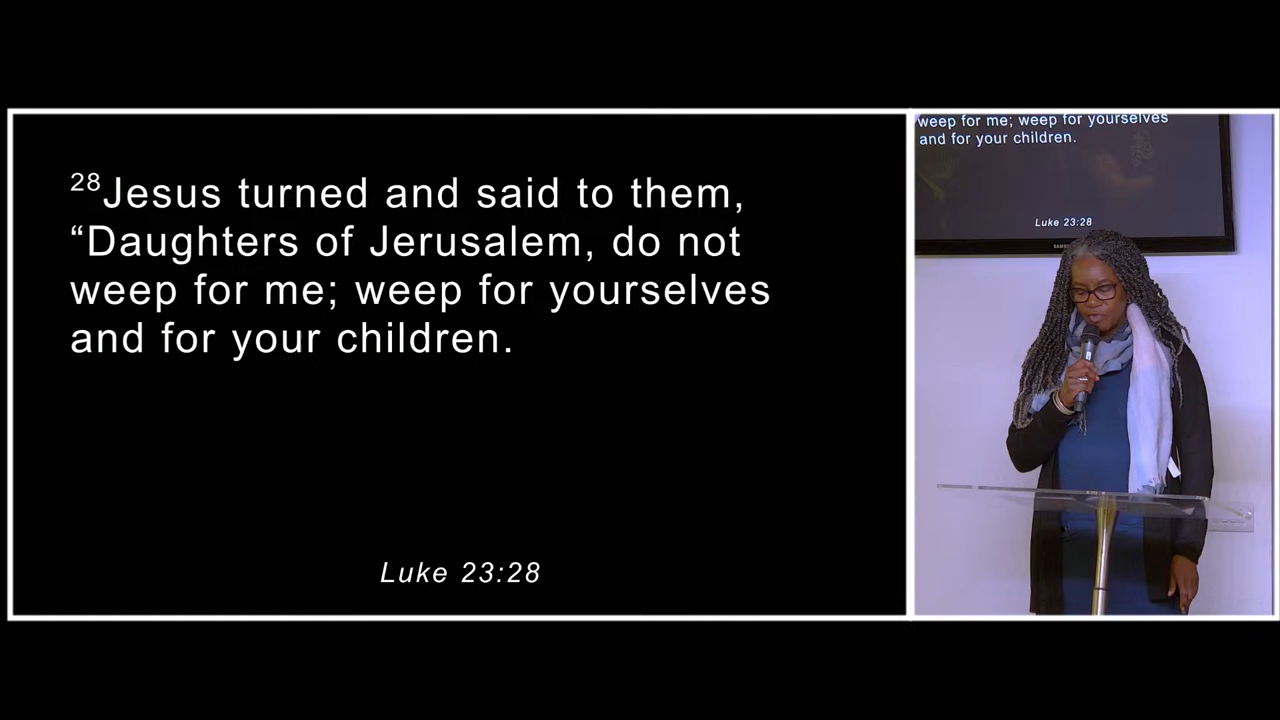 28Jesus turned and said to them,
“Daughters of Jerusalem, do not
weep for me; weep for yourselves
and for your children.
Luke 23:28
weep for me; weep for yourselves
and for your children.
Luke 23:28